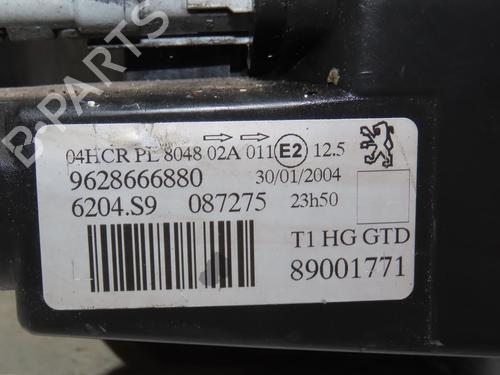 B-PARTS
04HCR PL 8048 02A 011 E2 12.5
9628666880 30/01/2004
6204.S9 087275 23h50
T1 HG GTD
89001771